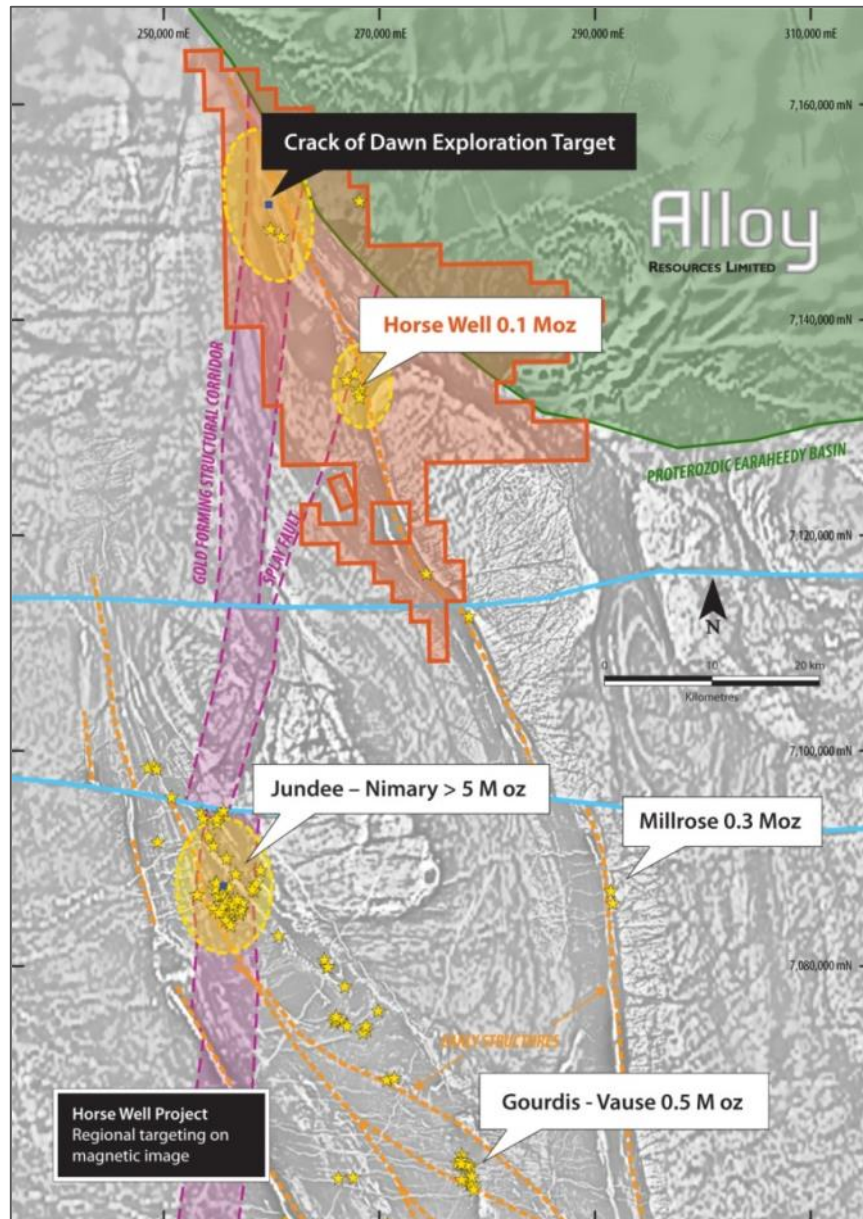 250,000 mE
270,000 mE
290,000 mE
310,000 mE
7,160,000 mN
Crack of Dawn Exploration Target
Alloy
RESOURCES LIMITED
7,140,000 mN
Horse Well 0.1 Moz
GOLD FORMING STRUCTURAL CORRIDOR
SPLAY FAULT
PROTEROZOIC EARAHEEDY BASIN
7,120,000 mN
N
0
10
20 km
Kilometres
7,100,000 mN
Jundee – Nimary > 5 M oz
Millrose 0.3 Moz
7,080,000 mN
EARLY STRUCTURES
Gourdis - Vause 0.5 M oz
Horse Well Project
Regional targeting on
magnetic image